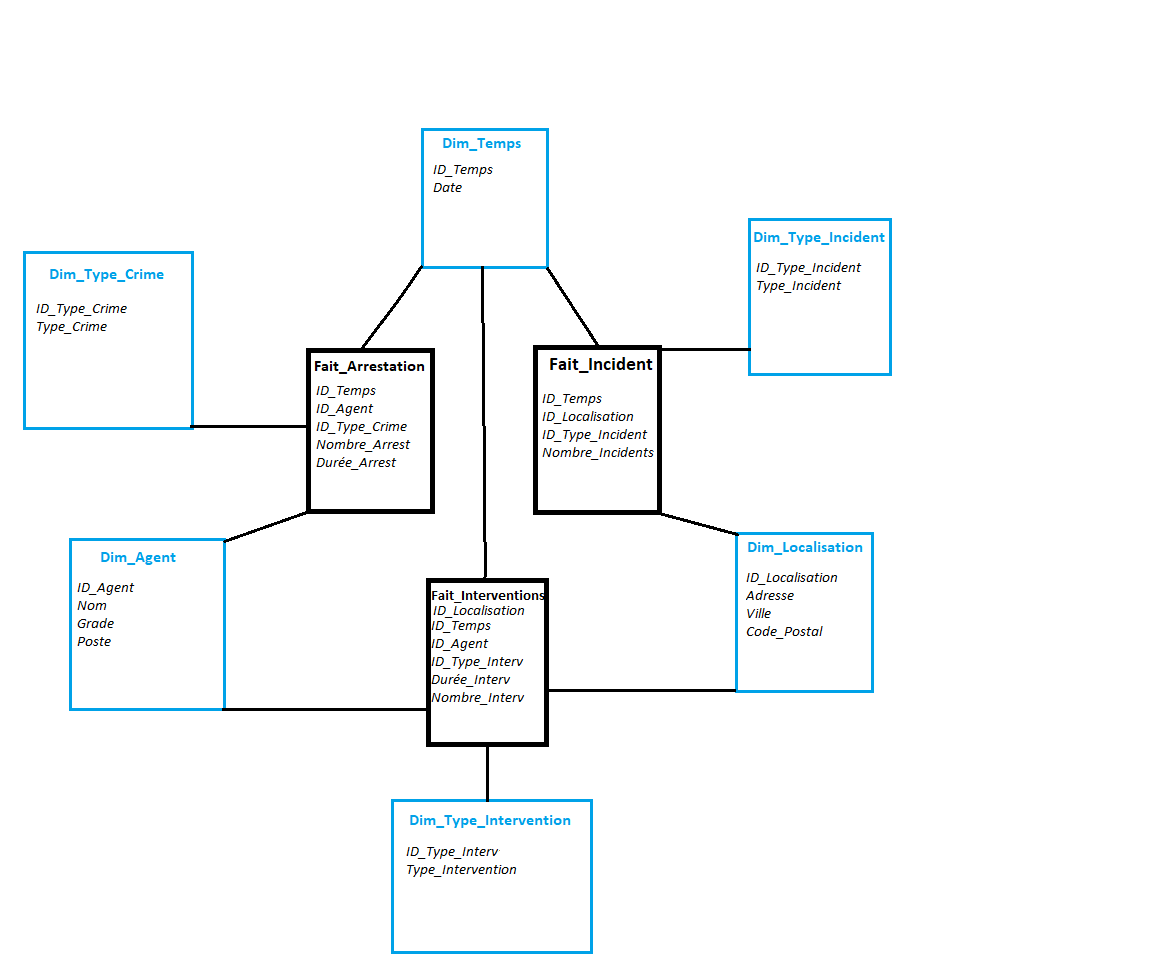 Dim_Temps
ID_Temps
Date
Dim_Type_Incident
ID_Type_Incident
Type_Incident
Dim_Type_Crime
ID_Type_Crime
Type_Crime
Fait_Arrestation
ID_Temps
ID_Agent
ID_Type_Crime
Nombre_Arrest
Durée_Arrest
Fait_Incident
ID_Temps
ID_Localisation
ID_Type_Incident
Nombre_Incidents
Dim_Agent
ID_Agent
Nom
Grade
Poste
Fait_Interventions
ID_Localisation
ID_Temps
ID_Agent
ID_Type_Interv
Durée_Interv
Nombre_Interv
Dim_Localisation
ID_Localisation
Adresse
Ville
Code_Postal
Dim_Type_Intervention
ID_Type_Interv
Type_Intervention